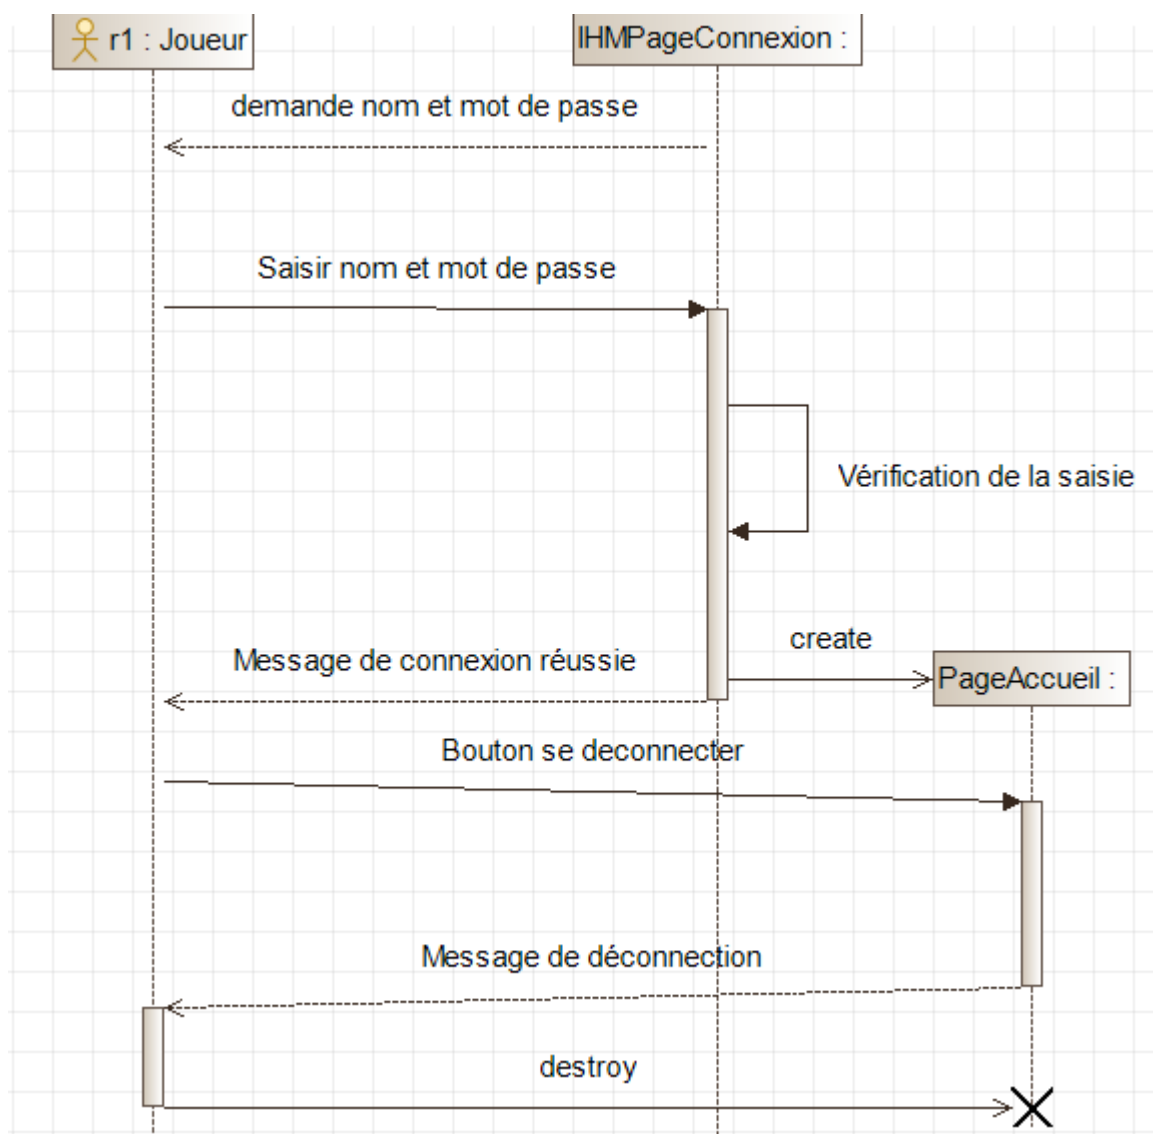 r1 : Joueur
IHMPageConnexion :
demande nom et mot de passe
Saisir nom et mot de passe
Vérification de la saisie
create
Message de connexion réussie
PageAccueil :
Bouton se deconnecter
Message de déconnection
destroy